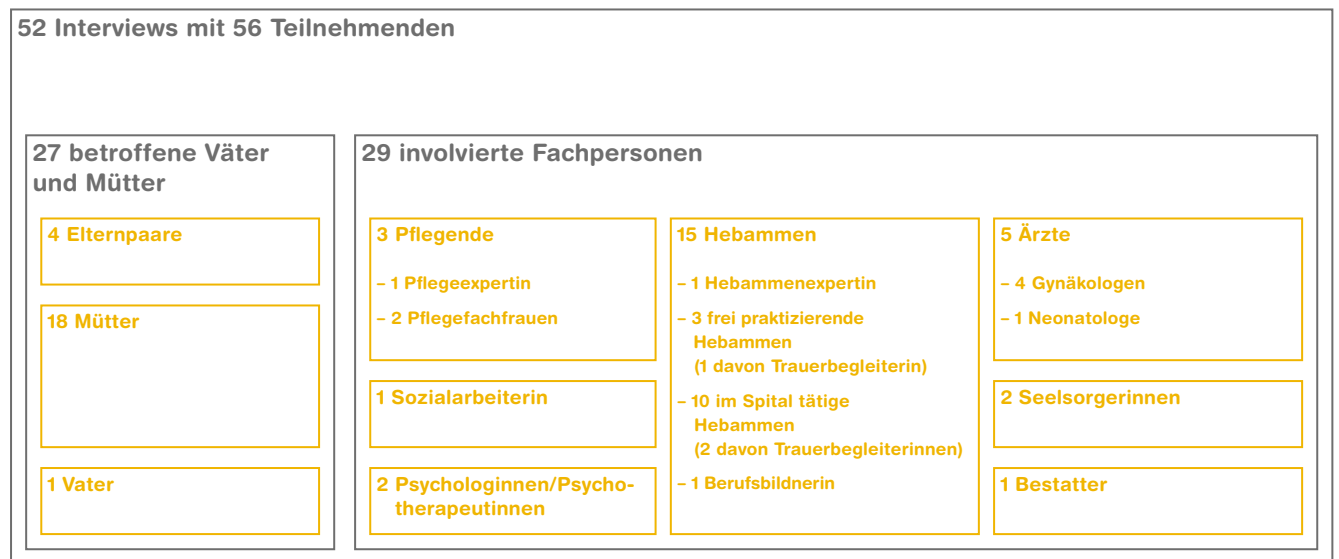 52 Interviews mit 56 Teilnehmenden
27 betroffene Väter
und Mütter
4 Elternpaare
18 Mütter
1 Vater
29 involvierte Fachpersonen
3 Pflegende
– 1 Pflegeexpertin
– 2 Pflegefachfrauen
1 Sozialarbeiterin
2 Psychologinnen/Psycho-
therapeutinnen
15 Hebammen
– 1 Hebammenexpertin
– 3 frei praktizierende
Hebammen
(1 davon Trauerbegleiterin)
– 10 im Spital tätige
Hebammen
(2 davon Trauerbegleiterinnen)
– 1 Berufsbildnerin
5 Ärzte
– 4 Gynäkologen
– 1 Neonatologe
2 Seelsorgerinnen
1 Bestatter